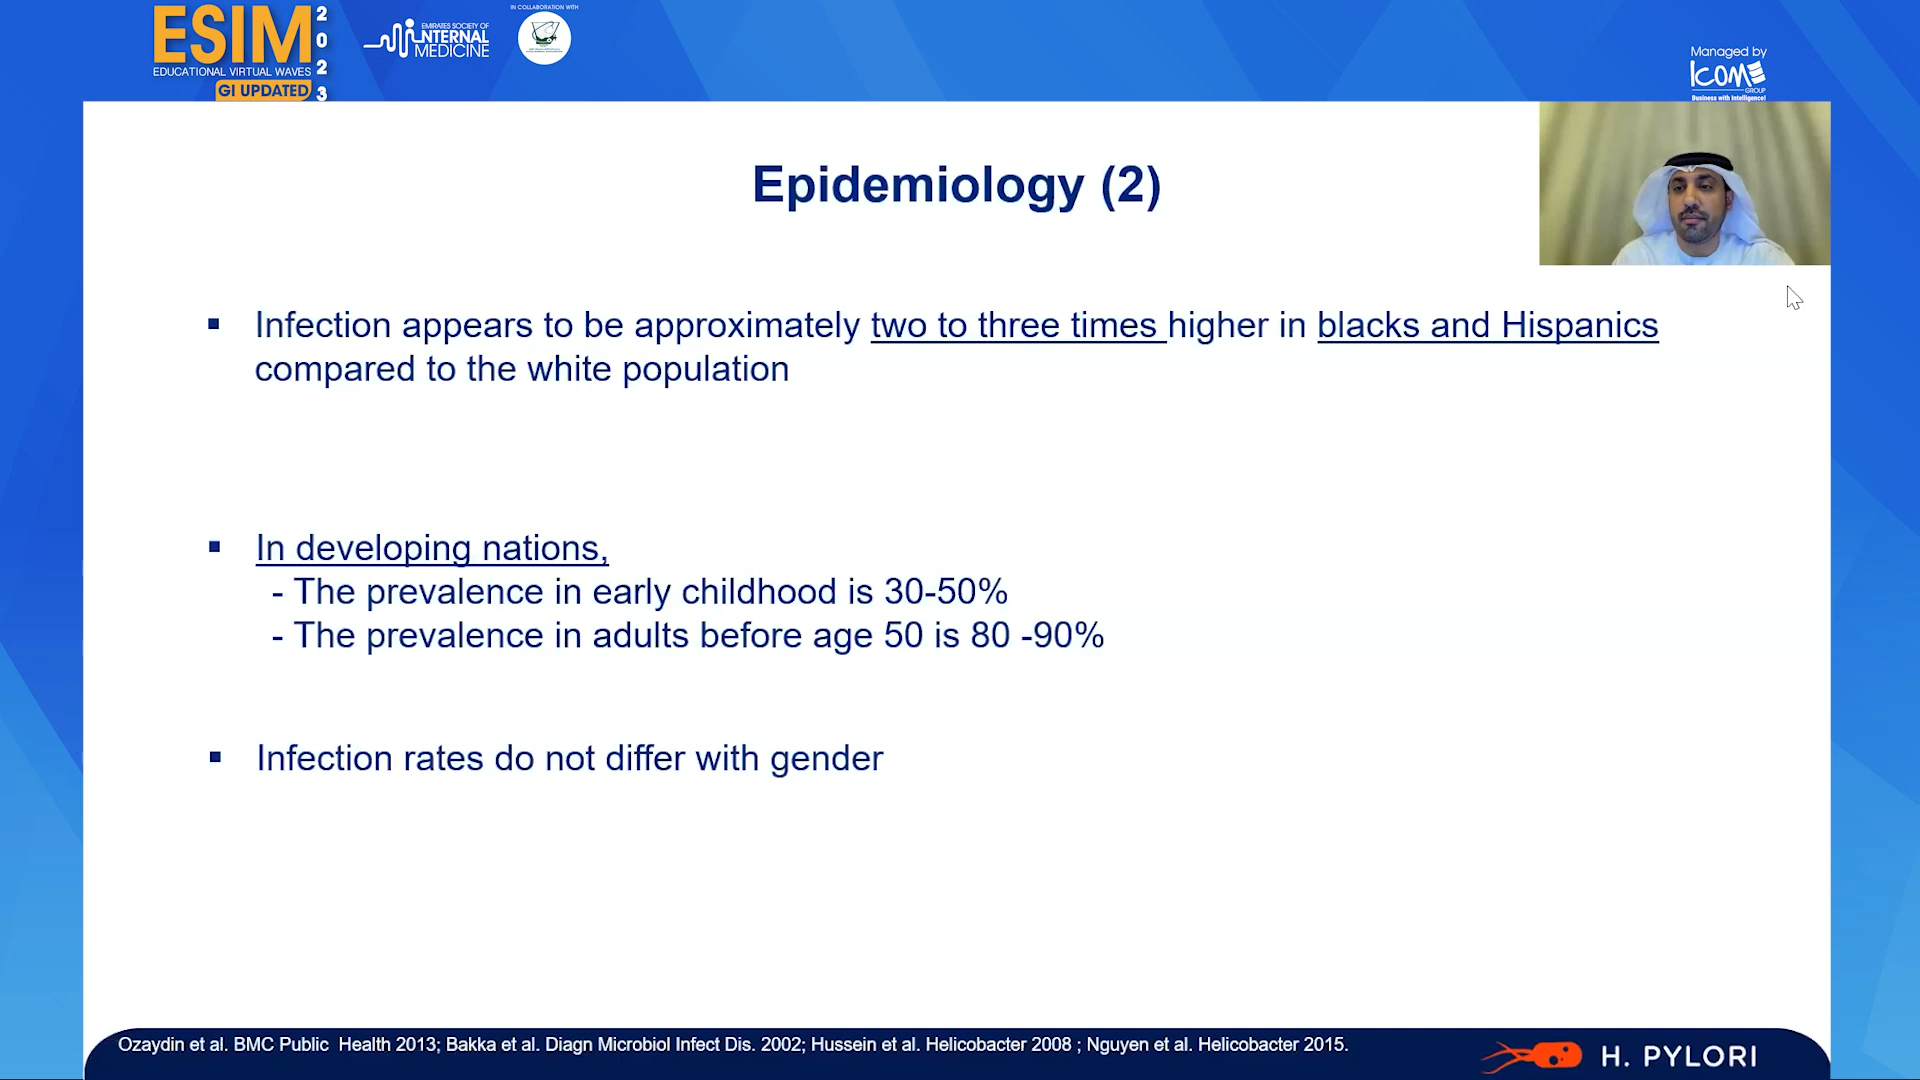 ESIM
2023
EDUCATIONAL VIRTUAL WAVES
GI UPDATED
EMIRATES SOCIETY OF
INTERNAL
MEDICINE
IN COLLABORATION WITH
Managed by
ICOME
GROUP
Business with Intelligence!
Epidemiology (2)
▪ Infection appears to be approximately two to three times higher in blacks and Hispanics
compared to the white population
▪ In developing nations,
- The prevalence in early childhood is 30-50%
- The prevalence in adults before age 50 is 80 -90%
▪ Infection rates do not differ with gender
Ozaydin et al. BMC Public Health 2013; Bakka et al. Diagn Microbiol Infect Dis. 2002; Hussein et al. Helicobacter 2008 ; Nguyen et al. Helicobacter 2015.
H. PYLORI